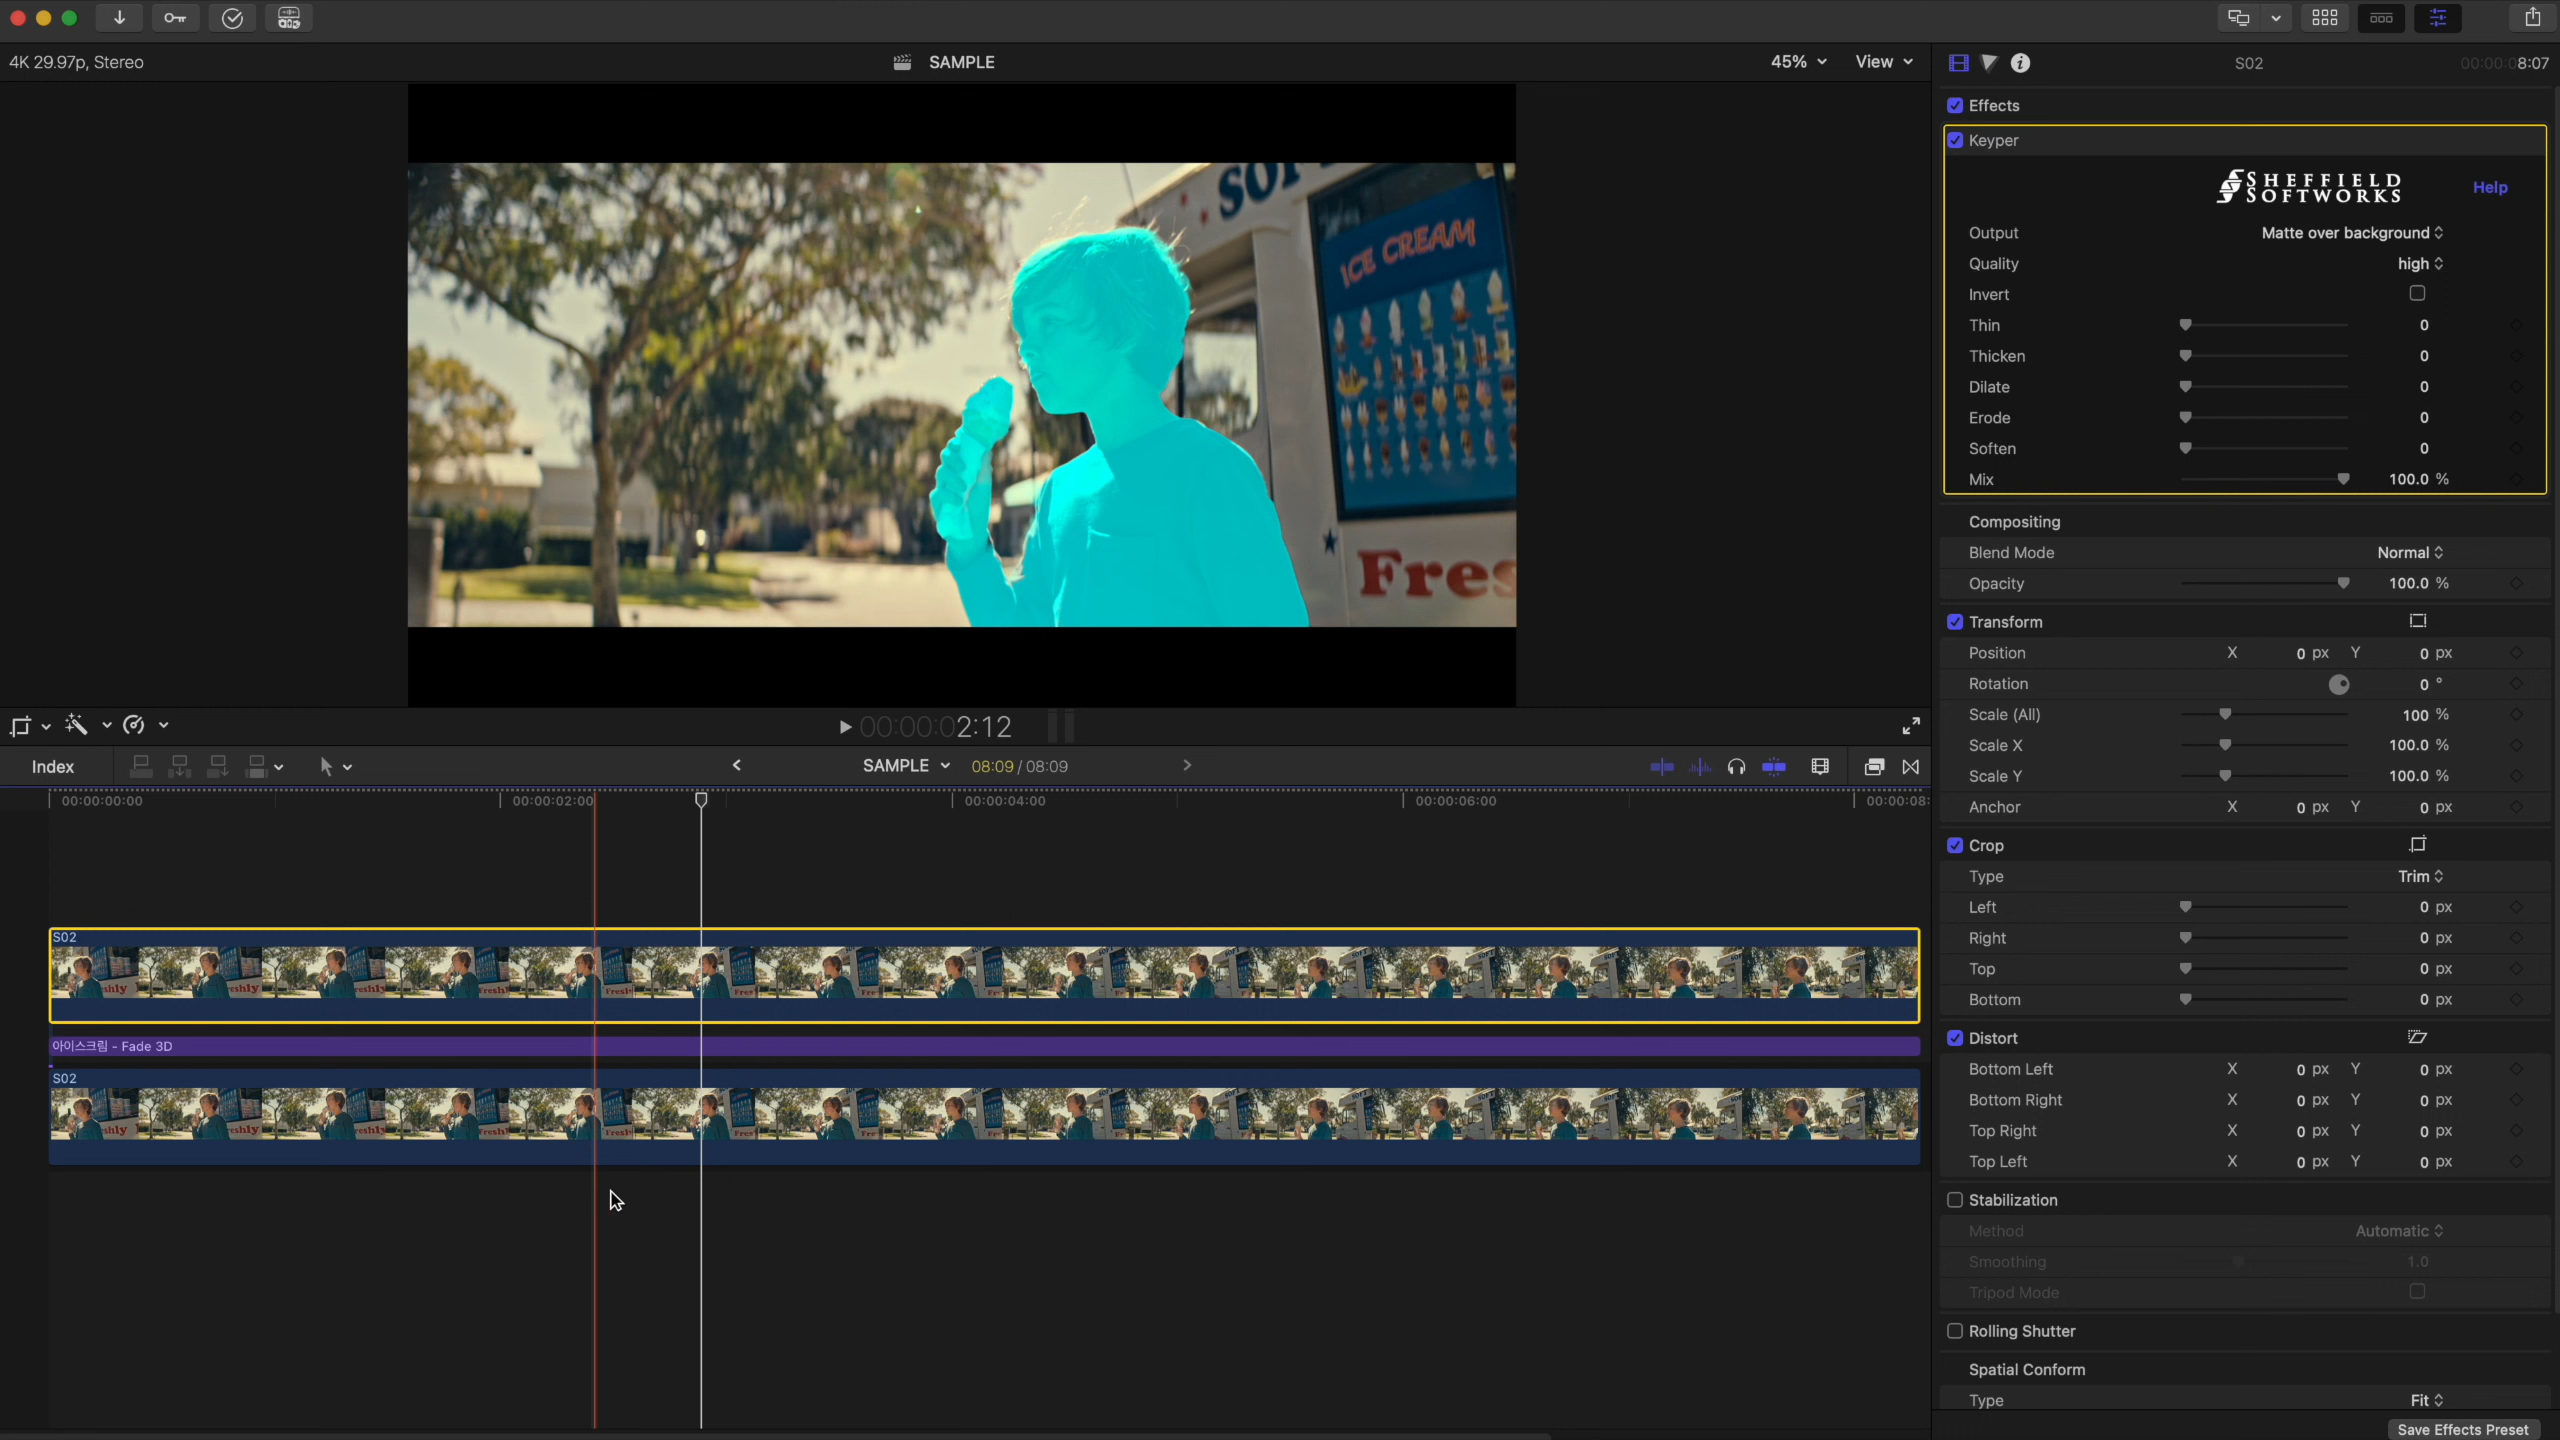 4K 29.97p, Stereo
SAMPLE
45%
View
S02
00:00:08:07
SOF
ICE CREAM
Fres
Effects
Keyper
SHEFFIELD
SOFTWORKS
Help
Output Matte over background
Quality high
Invert
Thin 0
Thicken 0
Dilate 0
Erode 0
Soften 0
Mix 100.0 %
Compositing
Blend Mode Normal
Opacity 100.0 %
Transform
Position X 0 px Y 0 px
Rotation 0 °
Scale (All) 100 %
Scale X 100.0 %
Scale Y 100.0 %
Anchor X 0 px Y 0 px
Crop
Type Trim
Left 0 px
Right 0 px
Top 0 px
Bottom 0 px
Distort
Bottom Left X 0 px Y 0 px
Bottom Right X 0 px Y 0 px
Top Right X 0 px Y 0 px
Top Left X 0 px Y 0 px
Stabilization
Method Automatic
Smoothing 1.0
Tripod Mode
Rolling Shutter
Spatial Conform
Type Fit
Save Effects Preset
00:00:02:12
Index
SAMPLE 08:09 / 08:09
00:00:00:00 00:00:02:00 00:00:04:00 00:00:06:00 00:00:08:
S02
아이스크림 - Fade 3D
S02